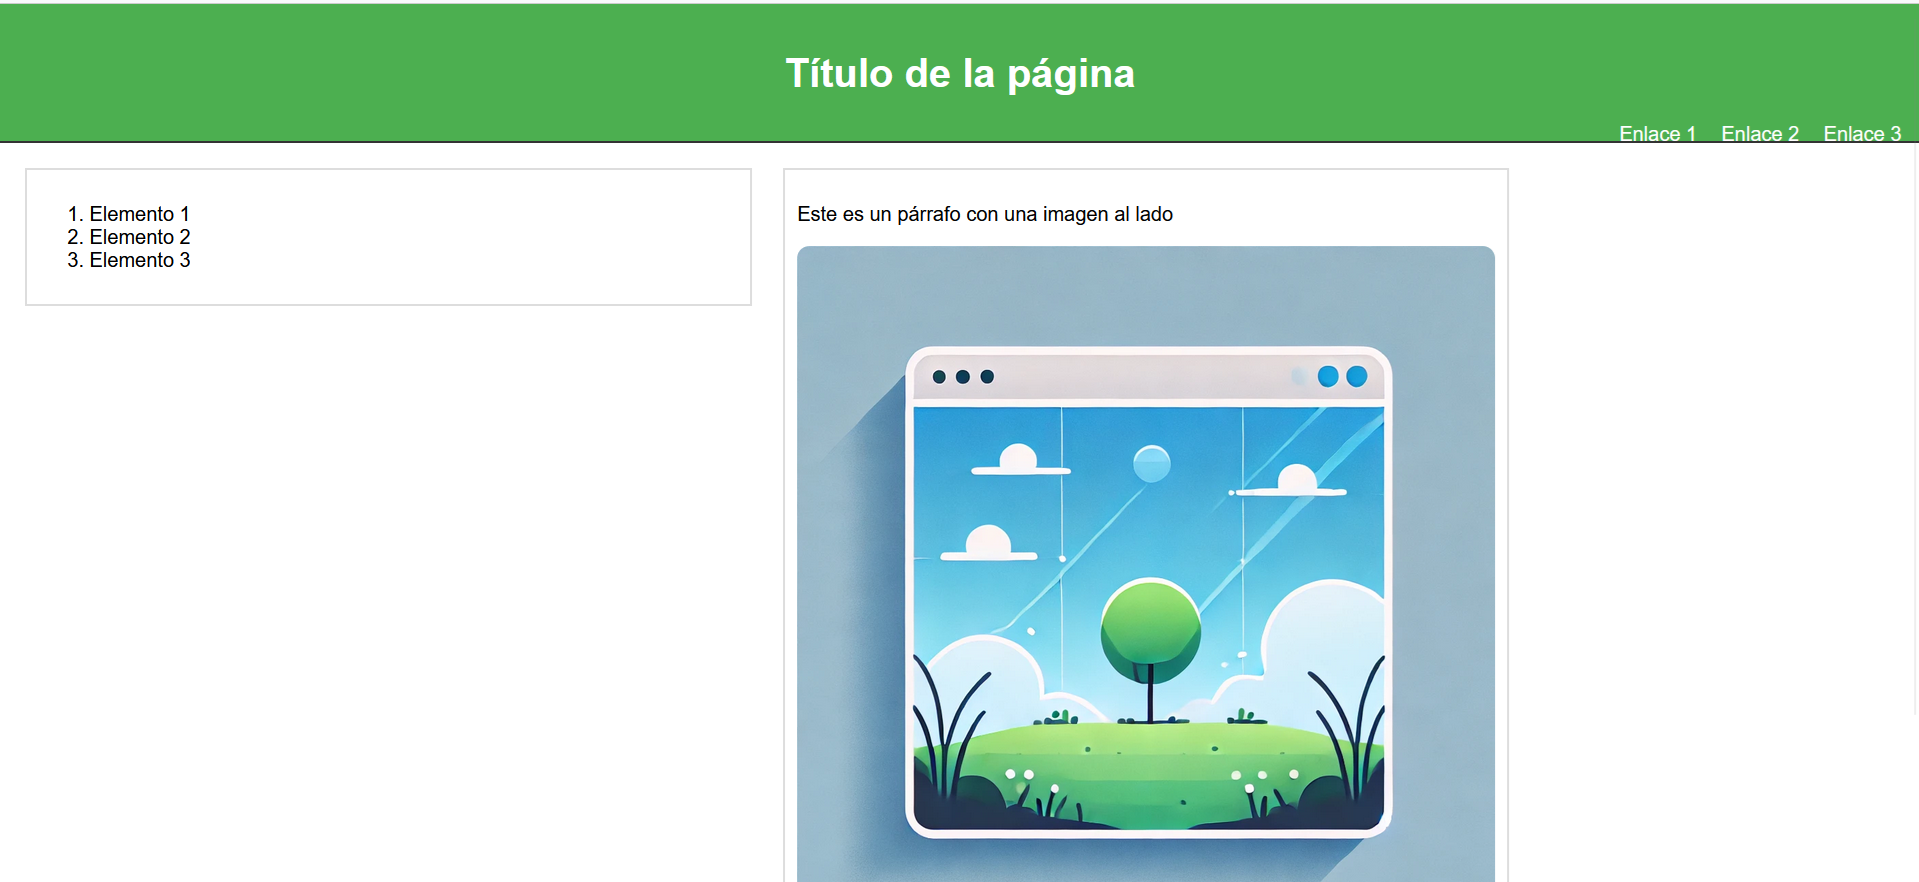 Título de la página
Enlace 1 Enlace 2 Enlace 3
1. Elemento 1
2. Elemento 2
3. Elemento 3
Este es un párrafo con una imagen al lado